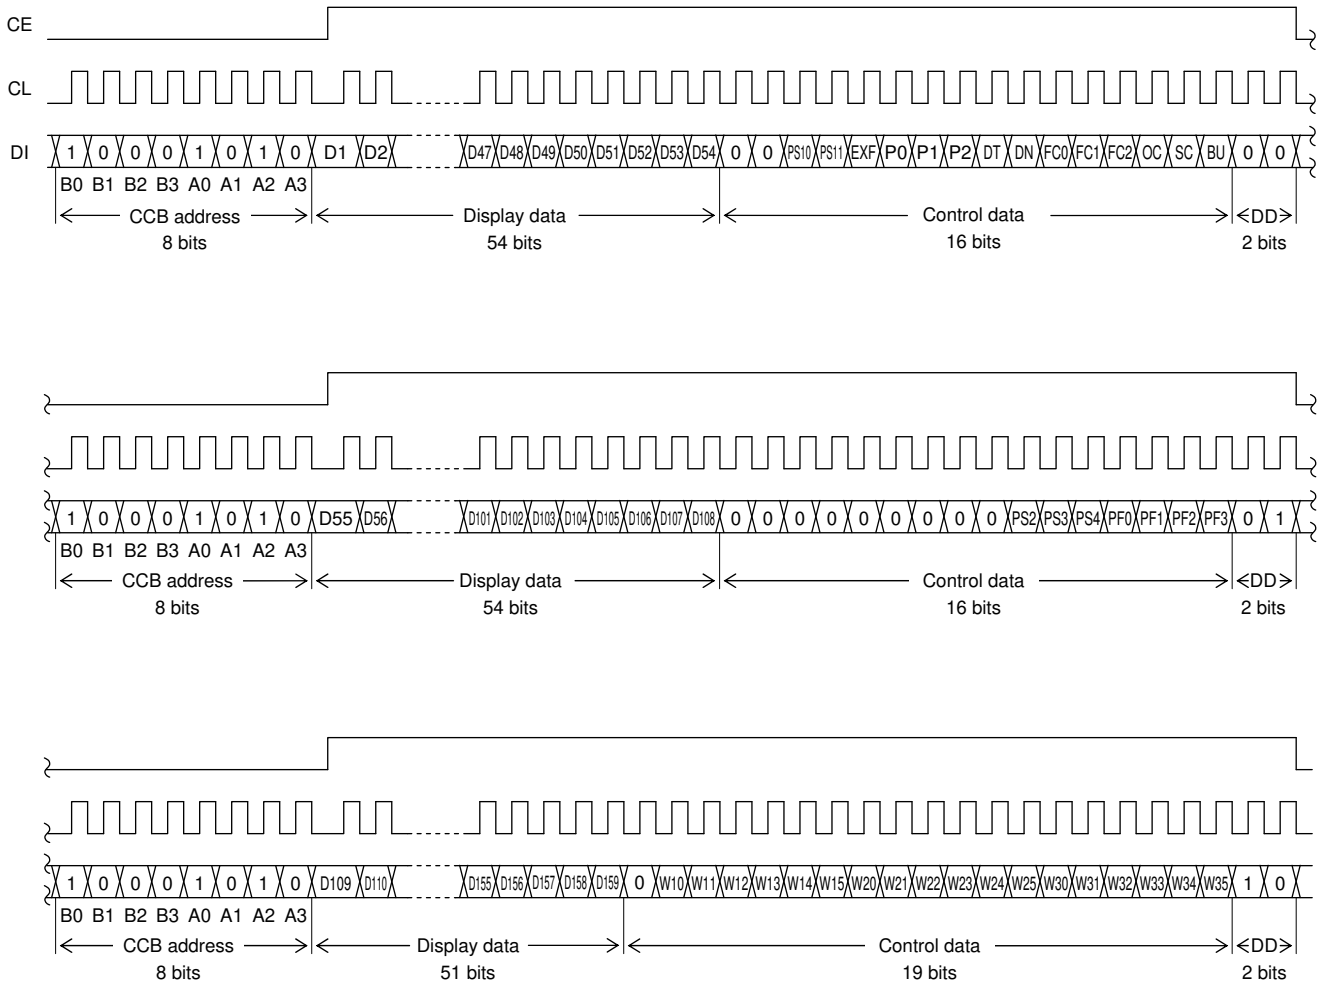 CE
CL
DI 1 0 0 0 1 0 1 0 D1 D2 D47 D48 D49 D50 D51 D52 D53 D54 0 0 PS10 PS11 EXF P0 P1 P2 DT DN FC0 FC1 FC2 OC SC BU 0 0
B0 B1 B2 B3 A0 A1 A2 A3
CCB address Display data Control data DD
8 bits 54 bits 16 bits 2 bits
1 0 0 0 1 0 1 0 D55 D56 D101 D102 D103 D104 D105 D106 D107 D108 0 0 0 0 0 0 0 0 0 PS2 PS3 PS4 PF0 PF1 PF2 PF3 0 1
B0 B1 B2 B3 A0 A1 A2 A3
CCB address Display data Control data DD
8 bits 54 bits 16 bits 2 bits
1 0 0 0 1 0 1 0 D109 D110 D155 D156 D157 D158 D159 0 W10 W11 W12 W13 W14 W15 W20 W21 W22 W23 W24 W25 W30 W31 W32 W33 W34 W35 1 0
B0 B1 B2 B3 A0 A1 A2 A3
CCB address Display data Control data DD
8 bits 51 bits 19 bits 2 bits